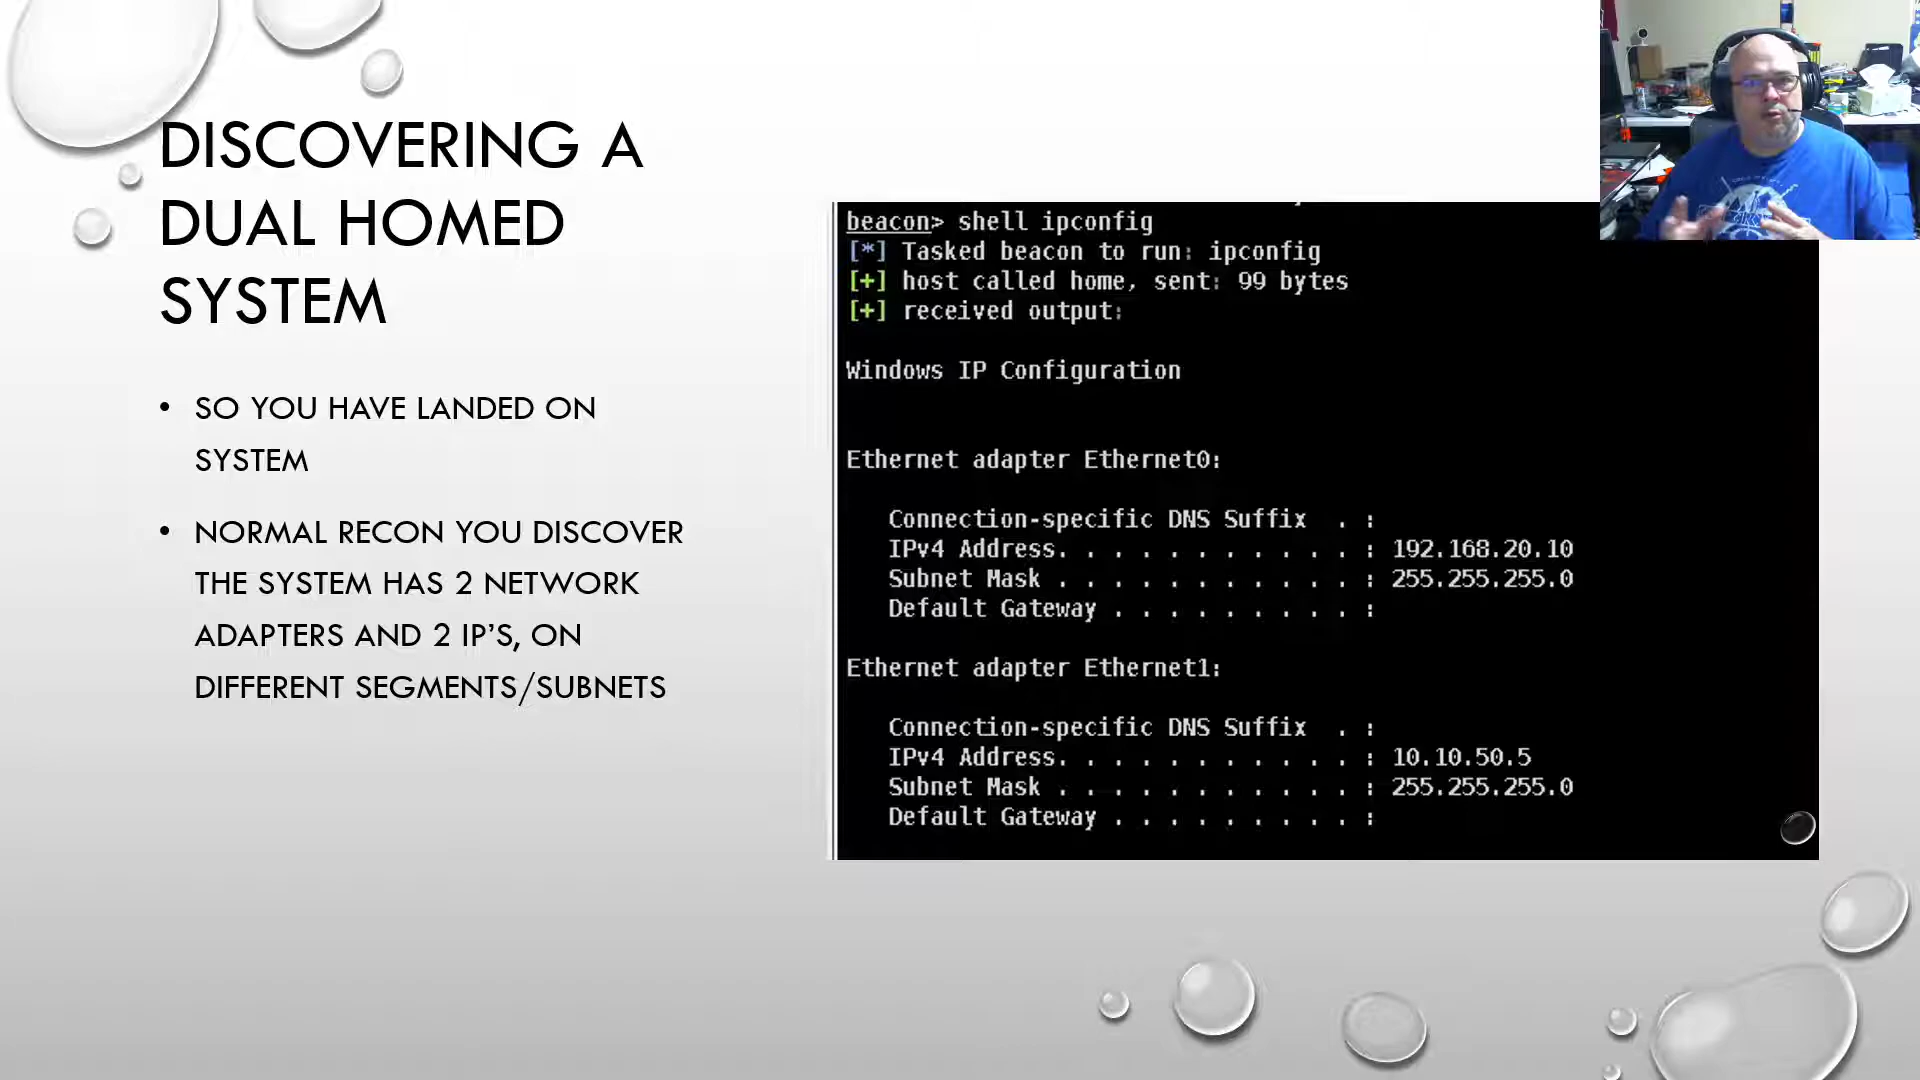 DISCOVERING A
DUAL HOMED
SYSTEM
• SO YOU HAVE LANDED ON
SYSTEM
• NORMAL RECON YOU DISCOVER
THE SYSTEM HAS 2 NETWORK
ADAPTERS AND 2 IP'S, ON
DIFFERENT SEGMENTS/SUBNETS
beacon> shell ipconfig
[*] Tasked beacon to run: ipconfig
[+] host called home, sent: 99 bytes
[+] received output:
Windows IP Configuration
Ethernet adapter Ethernet0:
Connection-specific DNS Suffix . :
IPv4 Address. . . . . . . . . . . : 192.168.20.10
Subnet Mask . . . . . . . . . . . : 255.255.255.0
Default Gateway . . . . . . . . . :
Ethernet adapter Ethernet1:
Connection-specific DNS Suffix . :
IPv4 Address. . . . . . . . . . . : 10.10.50.5
Subnet Mask . . . . . . . . . . . : 255.255.255.0
Default Gateway . . . . . . . . . :